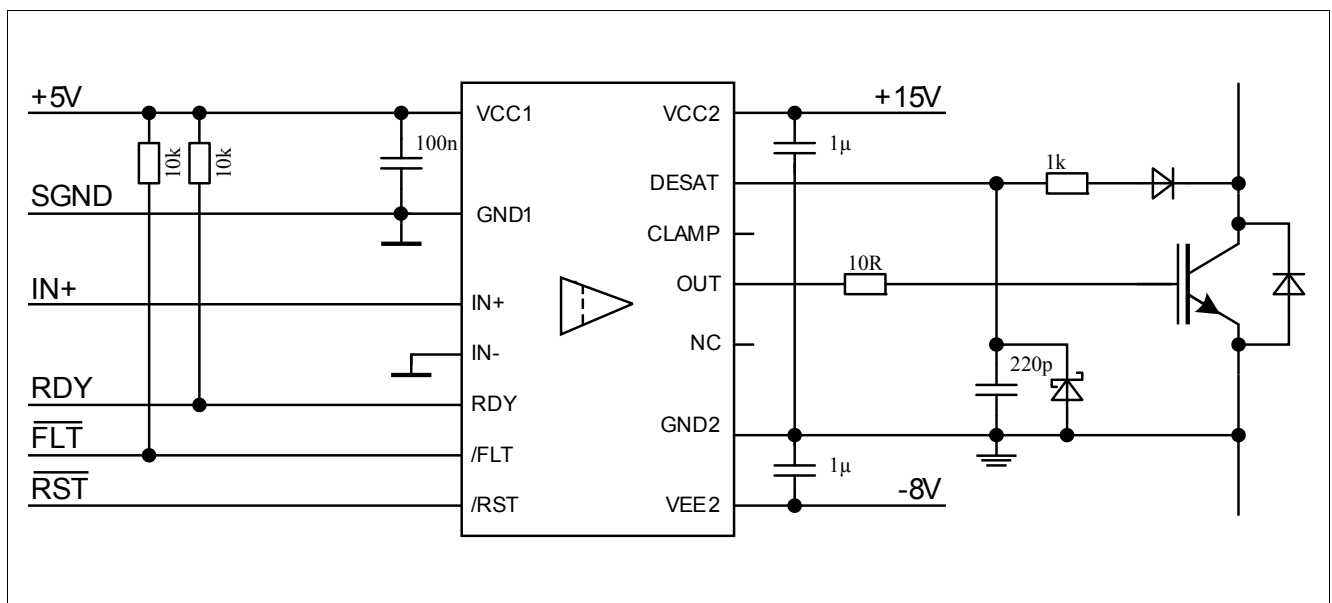 +5V
SGND
IN+
RDY
FLT
RST
10k
10k
100n
VCC1
GND1
IN+
IN-
RDY
/FLT
/RST
VCC2
DESAT
CLAMP
OUT
NC
GND2
VEE2
+15V
1µ
1k
10R
220p
1µ
-8V